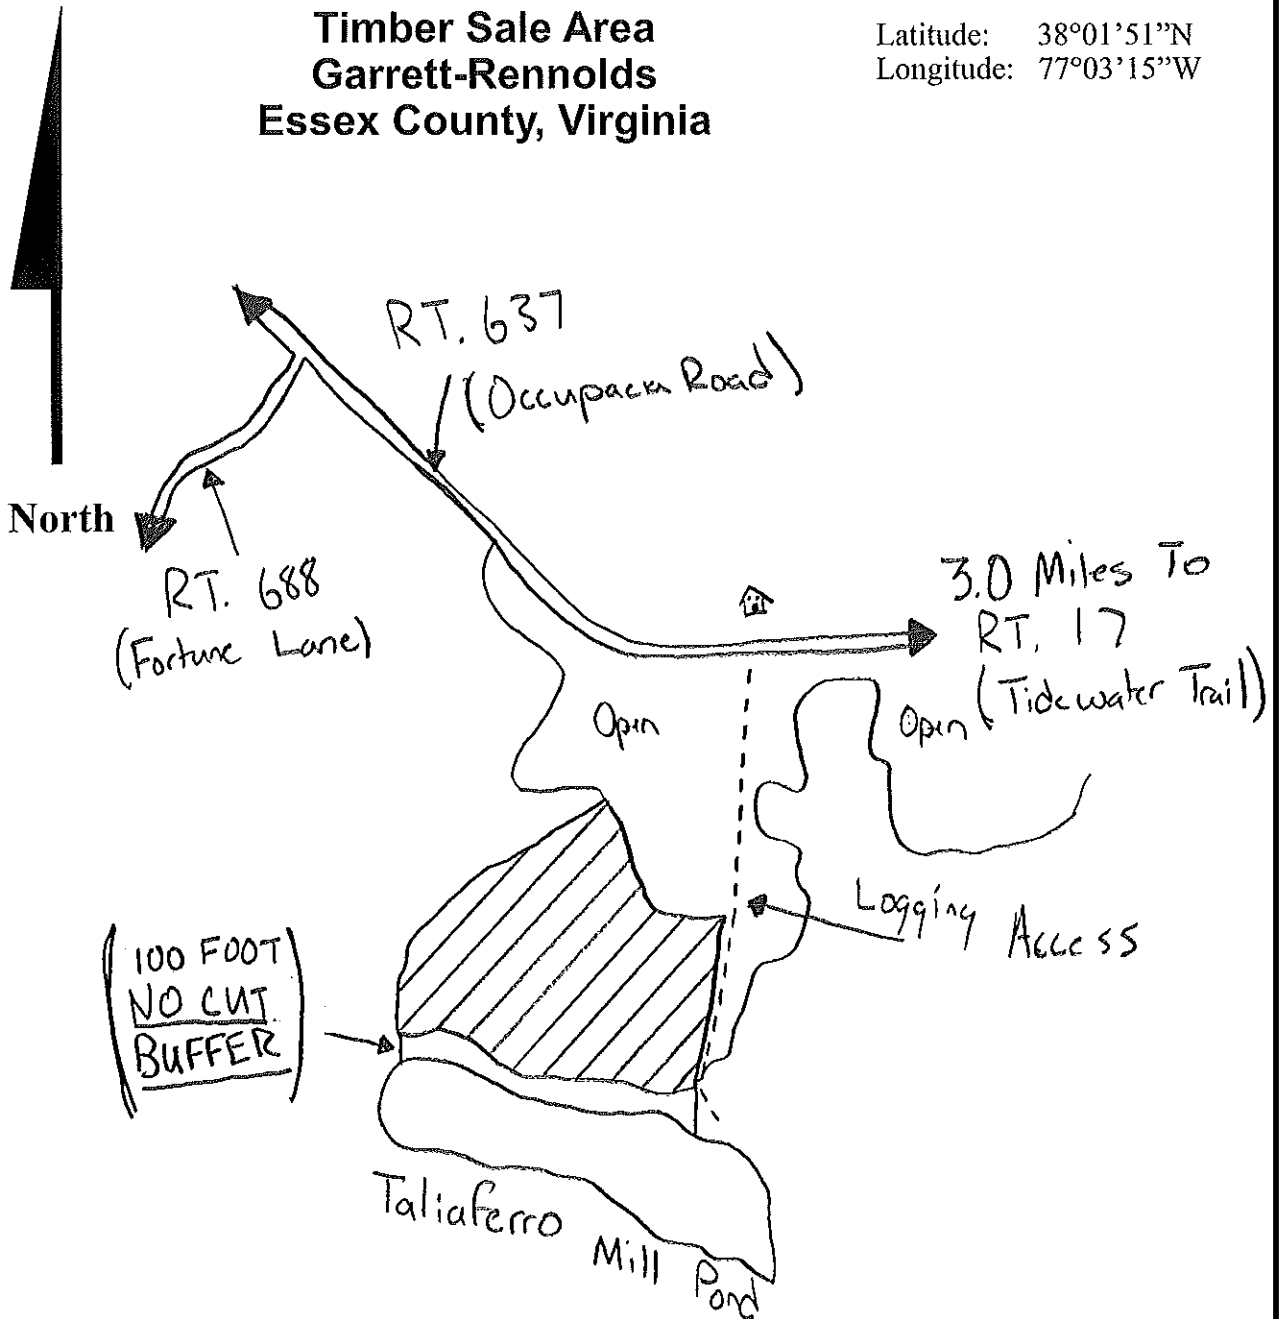 Timber Sale Area
Garrett-Rennolds
Essex County, Virginia
Latitude: 38°01'51"N
Longitude: 77°03'15"W
RT. 637
(Occupacia Road)
North
RT. 688
(Fortune Lane)
3.0 Miles To
RT. 17
(Tidewater Trail)
Open
Open
Logging Access
(100 FOOT
NO CUT
BUFFER)
Taliaferro Mill Pond